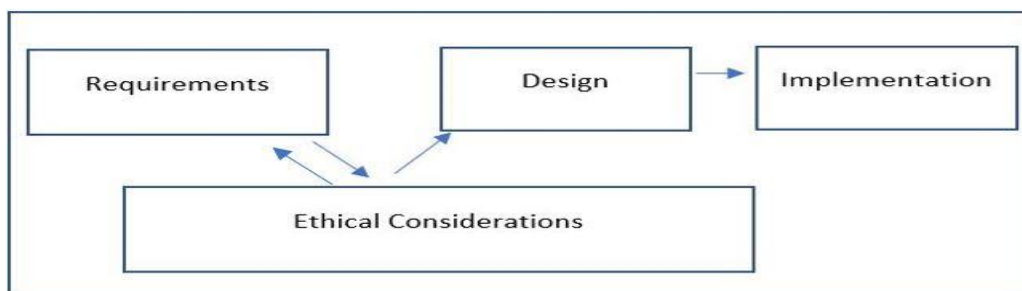 Requirements
Design
Implementation
Ethical Considerations